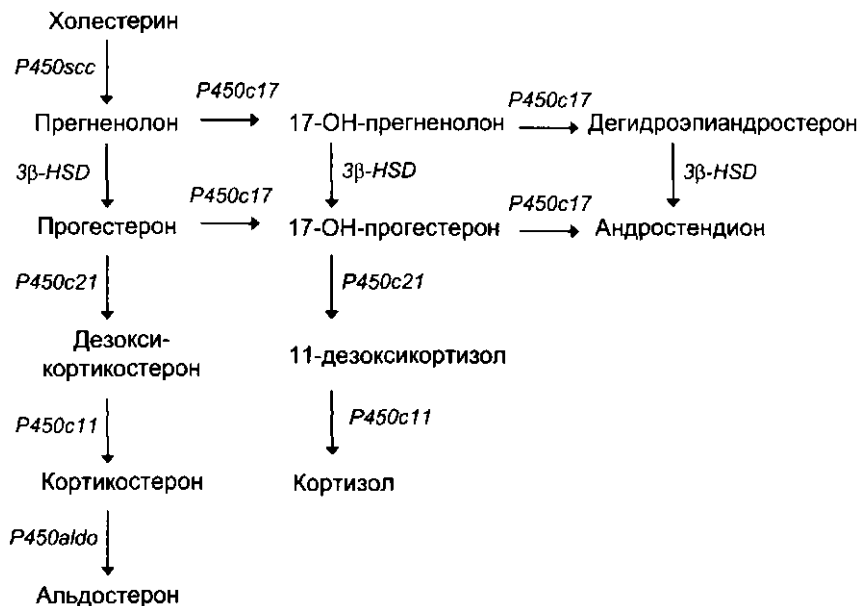 Холестерин
P450scc
P450c17
P450c17
Прегненолон
17-ОН-прегненолон
Дегидроэпиандростерон
3β-HSD
3β-HSD
3β-HSD
P450c17
P450c17
Прогестерон
17-ОН-прогестерон
Андростендион
P450c21
P450c21
Дезокси-
кортикостерон
11-дезоксикортизол
P450c11
P450c11
Кортикостерон
Кортизол
P450aldo
Альдостерон